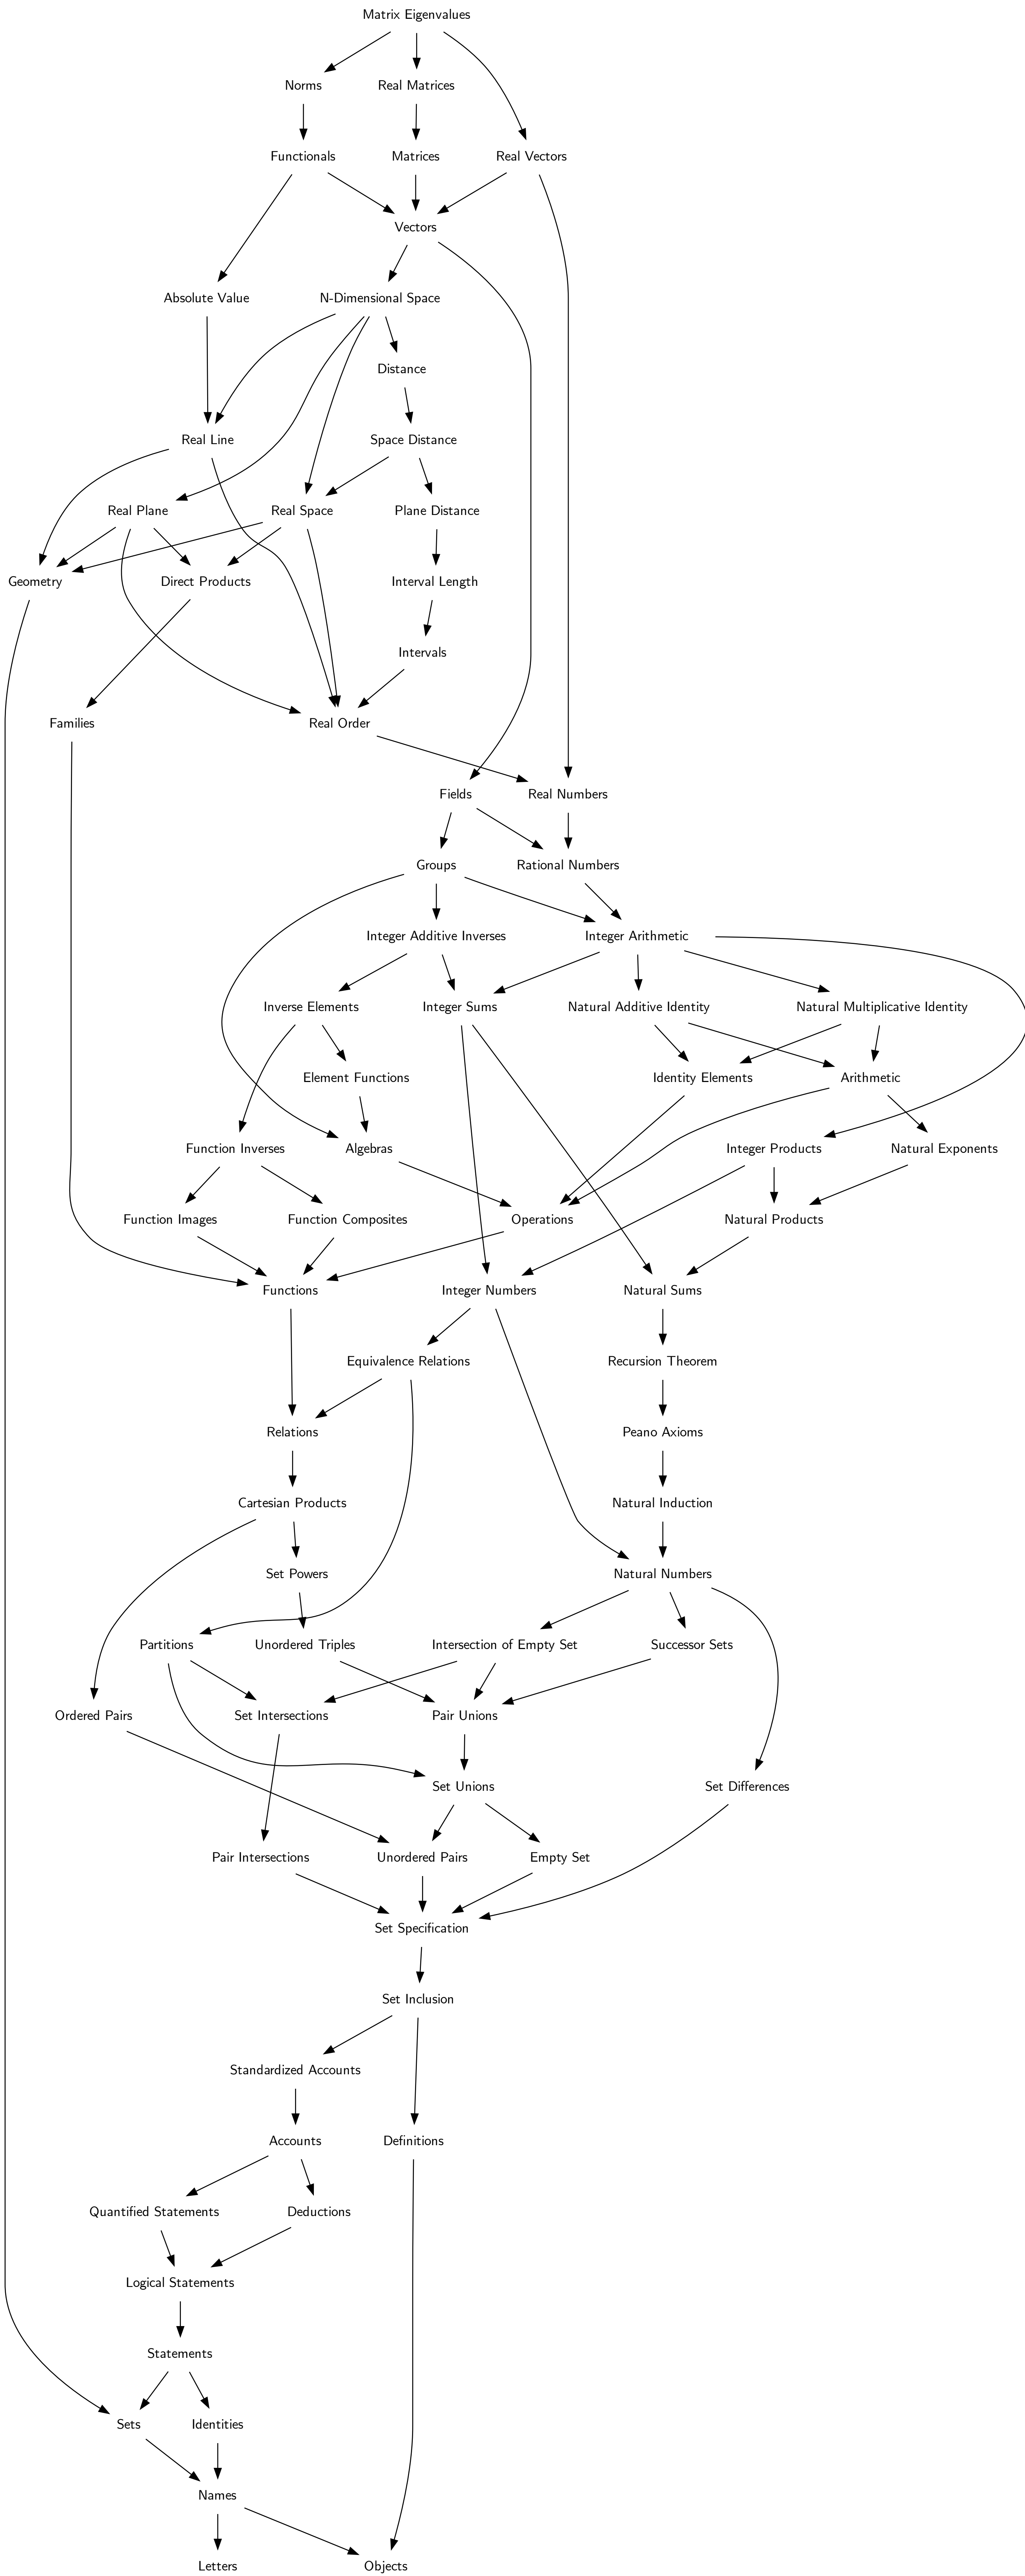 Matrix Eigenvalues
Norms
Real Matrices
Functionals
Matrices
Real Vectors
Vectors
Absolute Value
N-Dimensional Space
Distance
Real Line
Space Distance
Real Plane
Real Space
Plane Distance
Geometry
Direct Products
Interval Length
Intervals
Families
Real Order
Fields
Real Numbers
Groups
Rational Numbers
Integer Additive Inverses
Integer Arithmetic
Inverse Elements
Integer Sums
Natural Additive Identity
Natural Multiplicative Identity
Element Functions
Identity Elements
Arithmetic
Function Inverses
Algebras
Integer Products
Natural Exponents
Function Images
Function Composites
Operations
Natural Products
Functions
Integer Numbers
Natural Sums
Equivalence Relations
Recursion Theorem
Relations
Peano Axioms
Cartesian Products
Natural Induction
Set Powers
Natural Numbers
Partitions
Unordered Triples
Intersection of Empty Set
Successor Sets
Ordered Pairs
Set Intersections
Pair Unions
Set Unions
Set Differences
Pair Intersections
Unordered Pairs
Empty Set
Set Specification
Set Inclusion
Standardized Accounts
Accounts
Definitions
Quantified Statements
Deductions
Logical Statements
Statements
Sets
Identities
Names
Letters
Objects